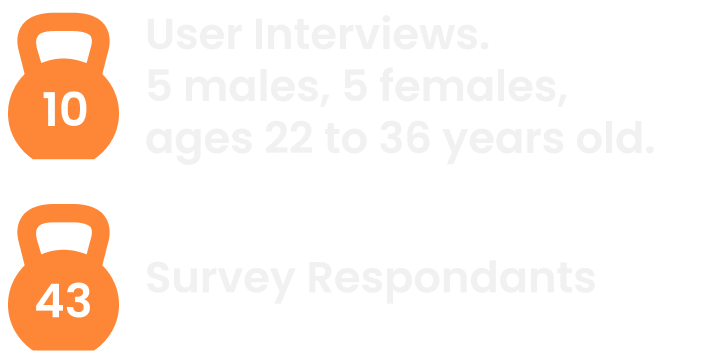 10
User Interviews.
5 males, 5 females,
ages 22 to 36 years old.
43
Survey Respondants